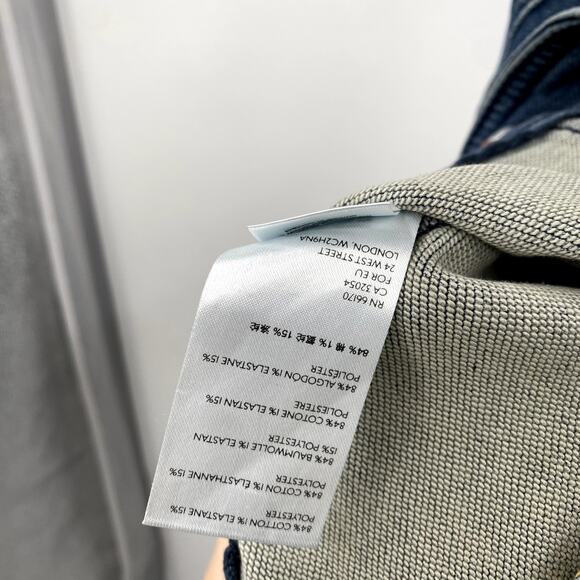 84% COTTON 1% ELASTANE 15%
POLYESTER
84% COTON 1% ELASTHANNE 15%
POLYESTER
84% BAUMWOLLE 1% ELASTAN
15% POLYESTER
84% COTONE 1% ELASTAN 15%
POLIESTERE
84% ALGODÓN 1% ELASTANE 15%
POLIÉSTER
84% 棉 1% 氨纶 15% 涤纶
RN 66170
CA 32054
FOR EU
24 WEST STREET
LONDON, WC2H9NA